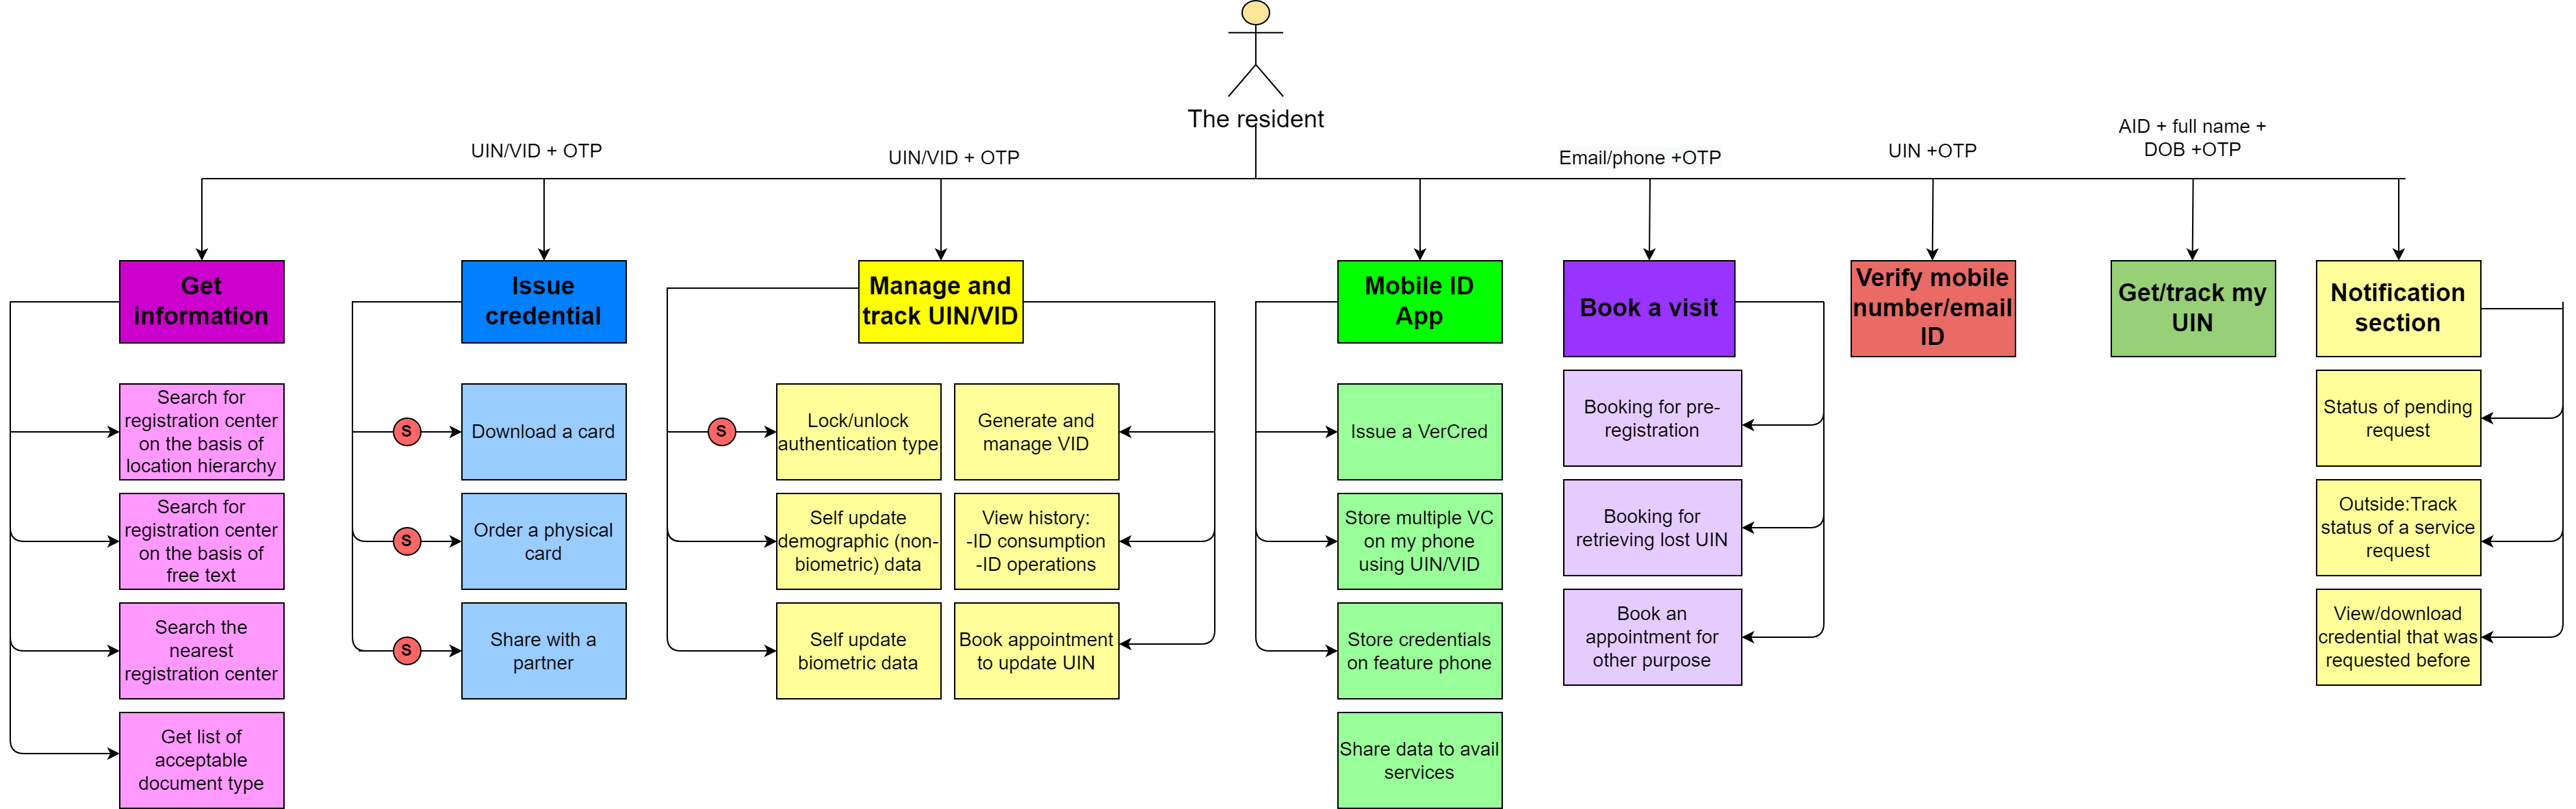 The resident
UIN/VID + OTP
UIN/VID + OTP
Email/phone +OTP
UIN +OTP
AID + full name +
DOB +OTP
Get
information
Issue
credential
Manage and
track UIN/VID
Mobile ID
App
Book a visit
Verify mobile
number/email
ID
Get/track my
UIN
Notification
section
Search for
registration center
on the basis of
location hierarchy
Search for
registration center
on the basis of
free text
Search the
nearest
registration center
Get list of
acceptable
document type
S
Download a card
S
Order a physical
card
S
Share with a
partner
S
Lock/unlock
authentication type
Self update
demographic (non-
biometric) data
Self update
biometric data
Generate and
manage VID
View history:
-ID consumption
-ID operations
Book appointment
to update UIN
Issue a VerCred
Store multiple VC
on my phone
using UIN/VID
Store credentials
on feature phone
Share data to avail
services
Booking for pre-
registration
Booking for
retrieving lost UIN
Book an
appointment for
other purpose
Status of pending
request
Outside:Track
status of a service
request
View/download
credential that was
requested before